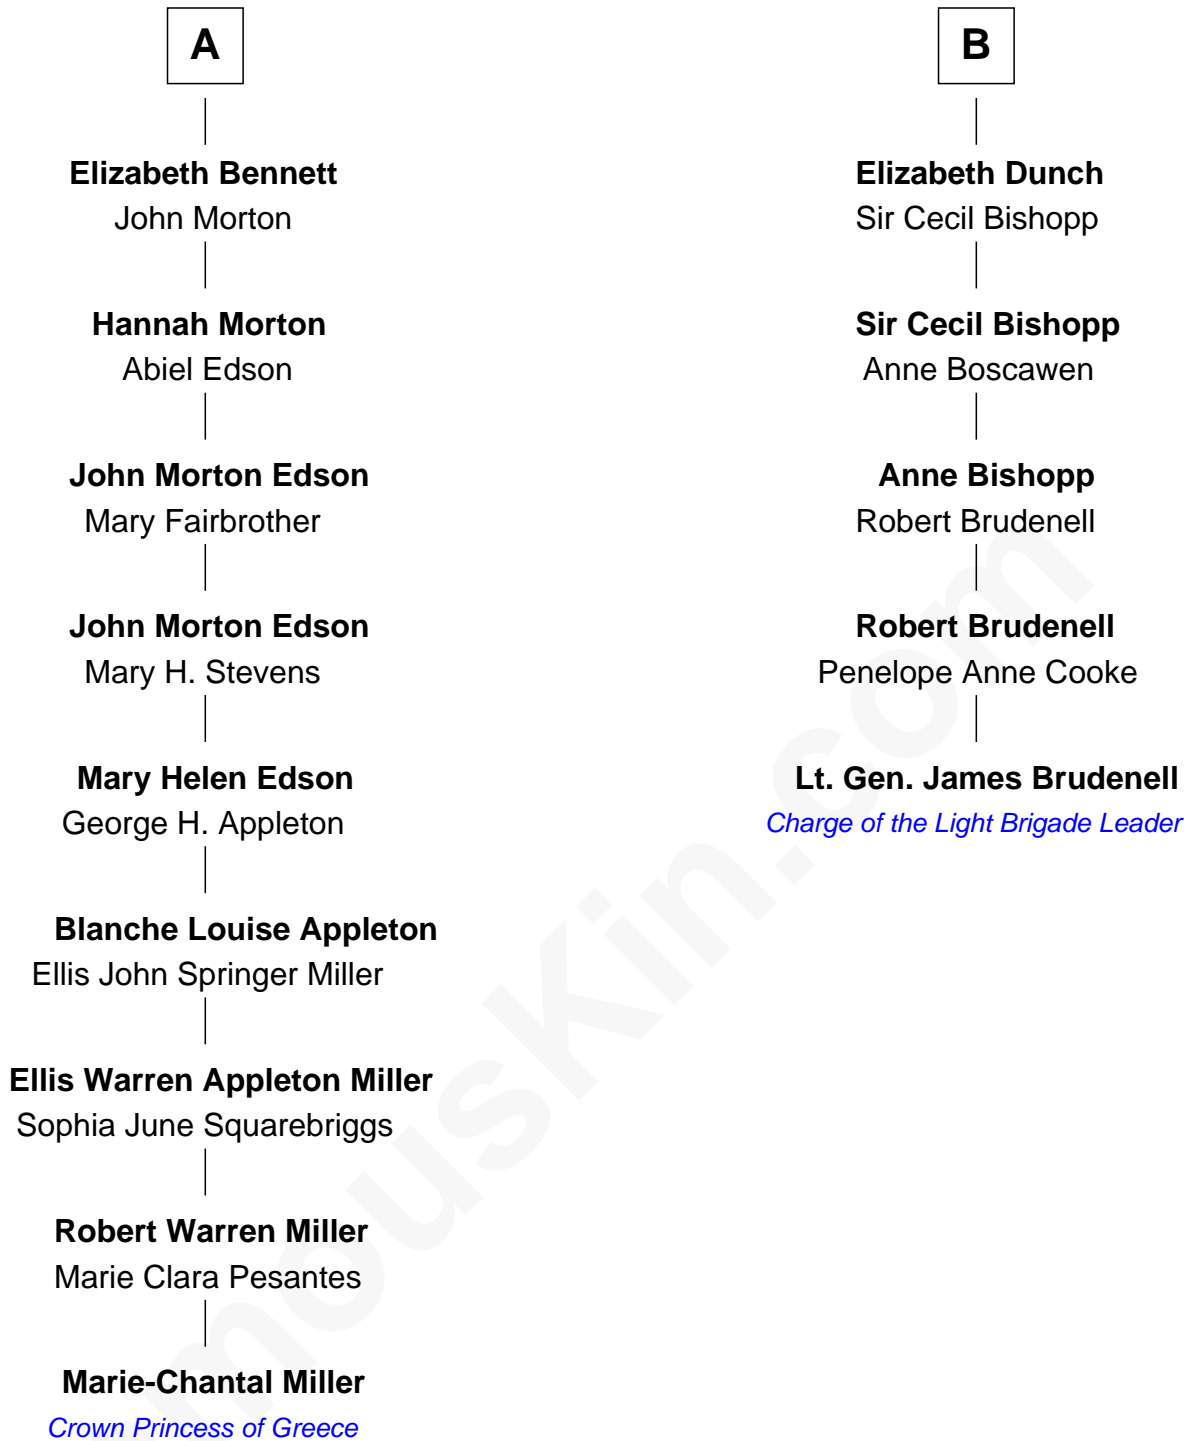 A
Elizabeth Bennett
John Morton
Hannah Morton
Abiel Edson
John Morton Edson
Mary Fairbrother
John Morton Edson
Mary H. Stevens
Mary Helen Edson
George H. Appleton
Blanche Louise Appleton
Ellis John Springer Miller
Ellis Warren Appleton Miller
Sophia June Squarebriggs
Robert Warren Miller
Marie Clara Pesantes
Marie-Chantal Miller
Crown Princess of Greece
B
Elizabeth Dunch
Sir Cecil Bishopp
Sir Cecil Bishopp
Anne Boscawen
Anne Bishopp
Robert Brudenell
Robert Brudenell
Penelope Anne Cooke
Lt. Gen. James Brudenell
Charge of the Light Brigade Leader
mousKin.com